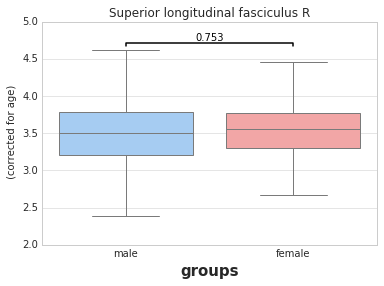 Superior longitudinal fasciculus R
5.0
4.5
4.0
3.5
3.0
2.5
2.0
(corrected for age)
0.753
male
female
groups